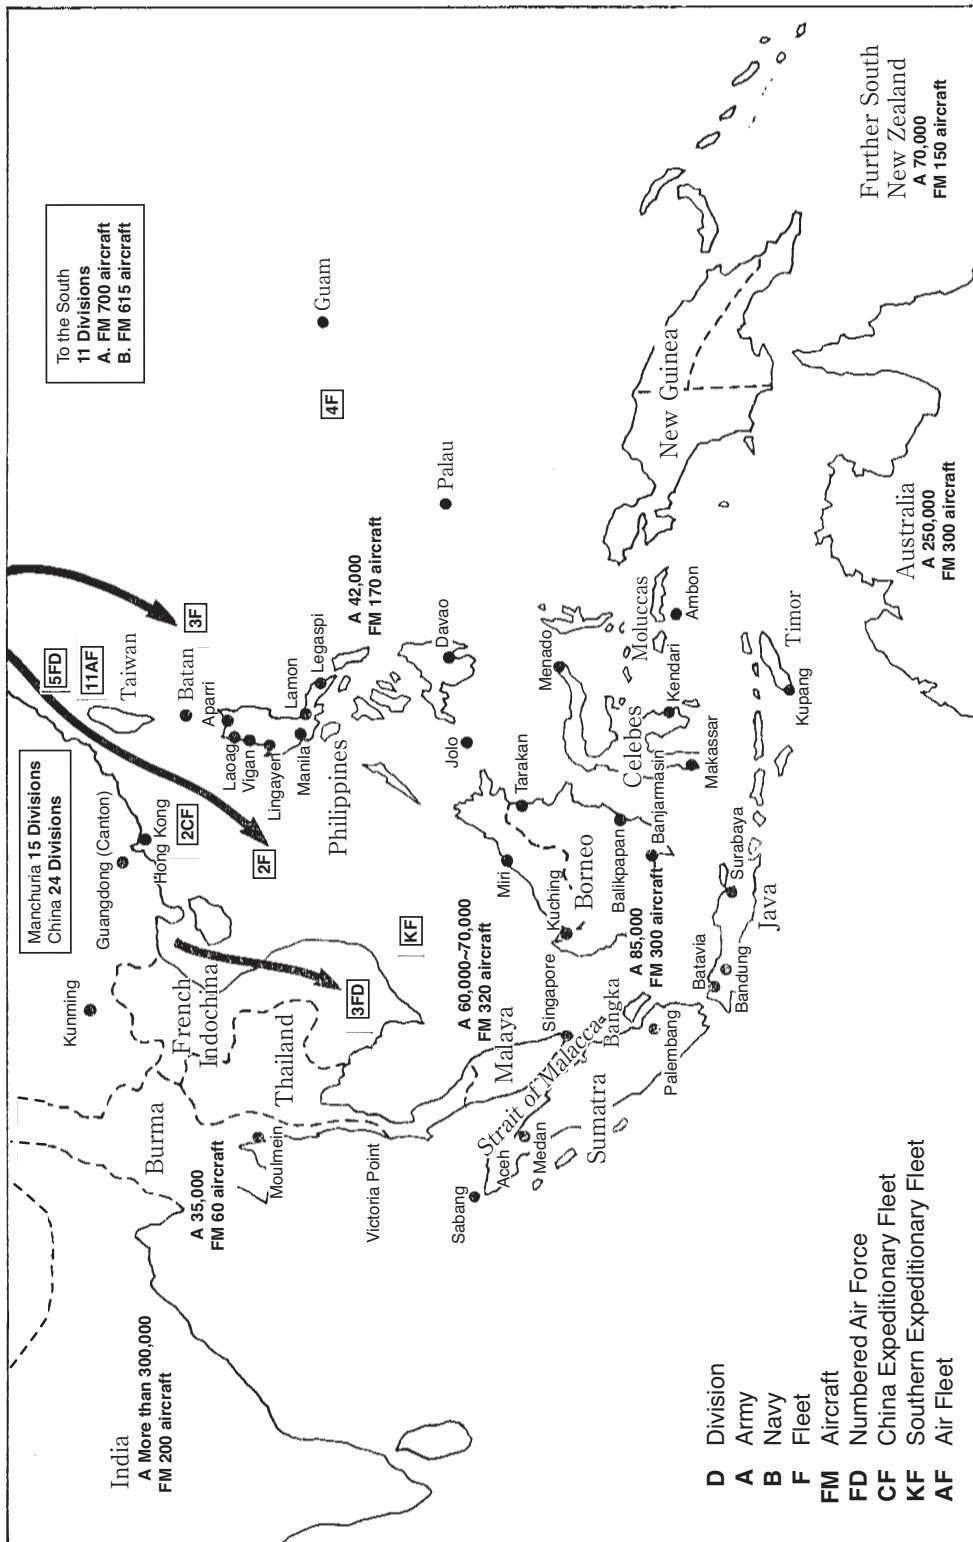 India
A More than 300,000
FM 200 aircraft
Burma
A 35,000
FM 60 aircraft
Moulmein
Victoria Point
Kunming
Manchuria 15 Divisions
China 24 Divisions
Guangdong (Canton)
Hong Kong
2CF
French
Indochina
Thailand
3FD
KF
2F
5FD
11AF
Taiwan
3F
Batan
Aparri
Laoag
Vigan
Lingayen
Manila
Lamon
Legaspi
Philippines
A 42,000
FM 170 aircraft
To the South
11 Divisions
A. FM 700 aircraft
B. FM 615 aircraft
Guam
4F
Palau
Davao
Jolo
A 60,000~70,000
FM 320 aircraft
Malaya
Singapore
Strait of Malacca
Sabang
Aceh
Medan
Sumatra
Bangka
Palembang
A 85,000
FM 300 aircraft
Batavia
Bandung
Surabaya
Java
Miri
Kuching
Borneo
Tarakan
Balikpapan
Banjarmasin
Menado
Celebes
Makassar
Kendari
Moluccas
Ambon
Timor
Kupang
New Guinea
Australia
A 250,000
FM 300 aircraft
Further South
New Zealand
A 70,000
FM 150 aircraft
D Division
A Army
B Navy
F Fleet
FM Aircraft
FD Numbered Air Force
CF China Expeditionary Fleet
KF Southern Expeditionary Fleet
AF Air Fleet